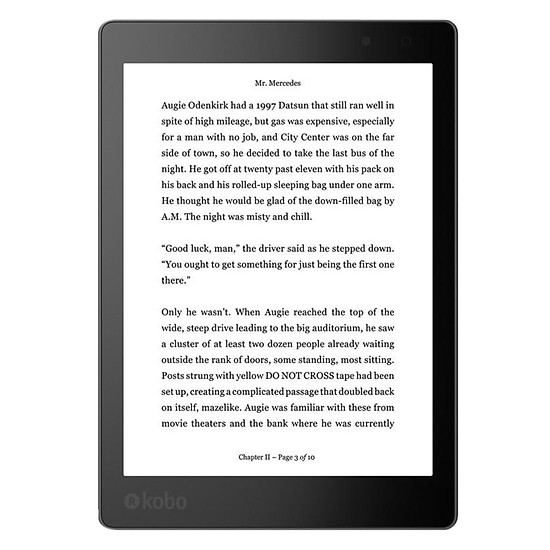 Mr. Mercedes
Augie Odenkirk had a 1997 Datsun that still ran well in
spite of high mileage, but gas was expensive, especially
for a man with no job, and City Center was on the far
side of town, so he decided to take the last bus of the
night. He got off at twenty past eleven with his pack on
his back and his rolled-up sleeping bag under one arm.
He thought he would be glad of the down-filled bag by
A.M. The night was misty and chill.
“Good luck, man,” the driver said as he stepped down.
“You ought to get something for just being the first one
there.”
Only he wasn’t. When Augie reached the top of the
wide, steep drive leading to the big auditorium, he saw
a cluster of at least two dozen people already waiting
outside the rank of doors, some standing, most sitting.
Posts strung with yellow DO NOT CROSS tape had been
set up, creating a complicated passage that doubled back
on itself, mazelike. Augie was familiar with these from
movie theaters and the bank where he was currently
Chapter II – Page 3 of 10
kobo